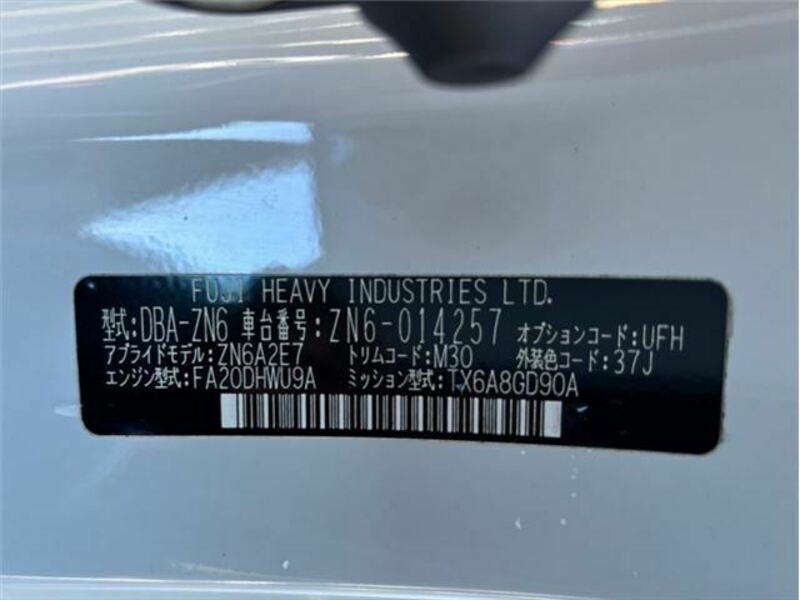 FUJI HEAVY INDUSTRIES LTD.
型式:DBA-ZN6 車台番号:ZN6-014257 オプションコード:UFH
アプライドモデル:ZN6A2E7 トリムコード:M30 外装色コード:37J
エンジン型式:FA20DHWU9A ミッション型式:TX6A8GD90A